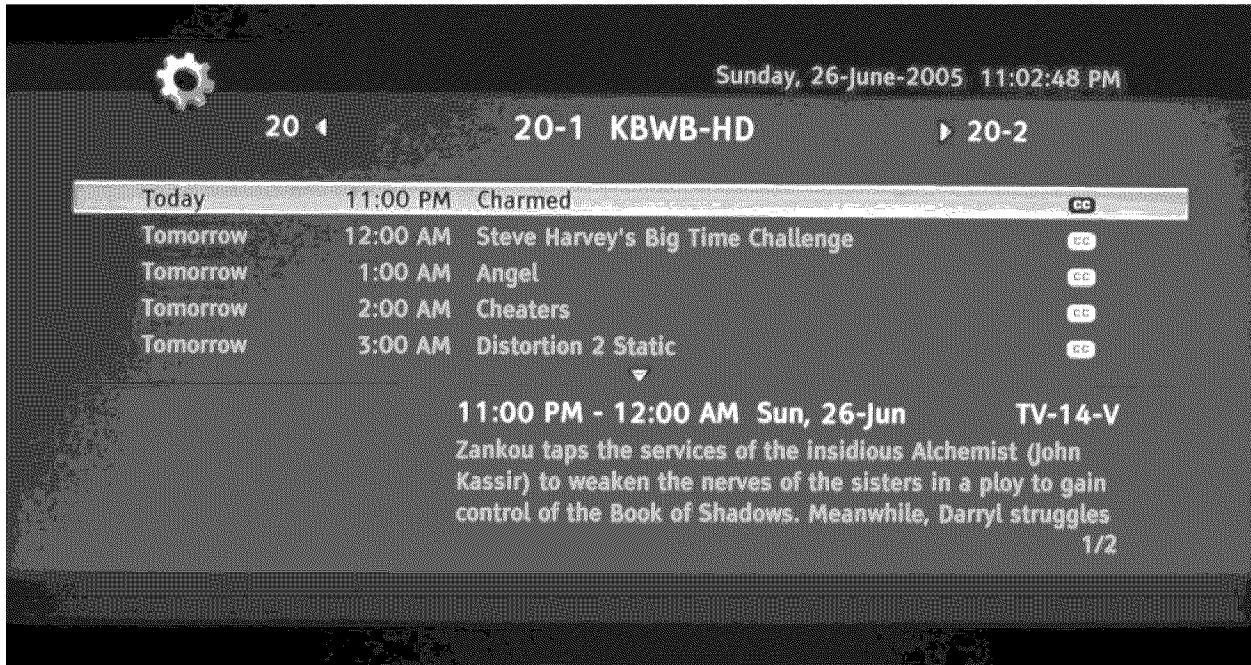 Sunday, 26-June-2005 11:02:48 PM
20 20-1 KBWB-HD 20-2
Today 11:00 PM Charmed CC
Tomorrow 12:00 AM Steve Harvey's Big Time Challenge CC
Tomorrow 1:00 AM Angel CC
Tomorrow 2:00 AM Cheaters CC
Tomorrow 3:00 AM Distortion 2 Static CC
11:00 PM - 12:00 AM Sun, 26-Jun TV-14-V
Zankou taps the services of the insidious Alchemist (John
Kassir) to weaken the nerves of the sisters in a ploy to gain
control of the Book of Shadows. Meanwhile, Darryl struggles
1/2